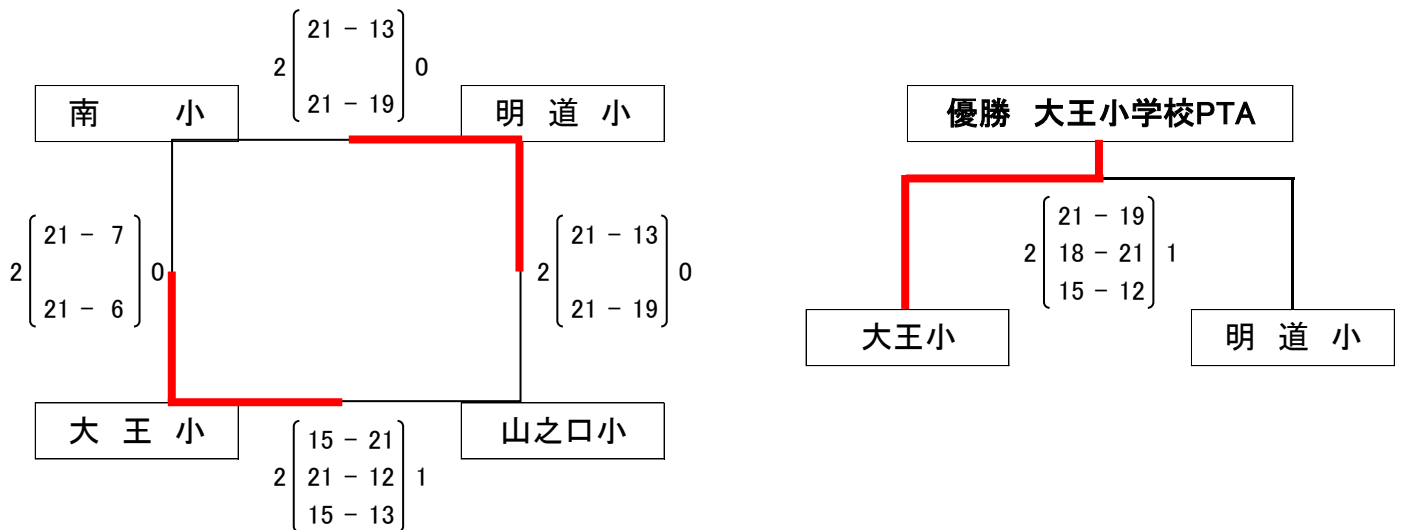 21 − 13
2 0
21 − 19
南 小
明 道 小
21 − 7
2 0
21 − 6
21 − 13
2 0
21 − 19
大 王 小
山之口小
15 − 21
2 21 − 12 1
15 − 13
優勝 大王小学校PTA
21 − 19
2 18 − 21 1
15 − 12
大王小
明 道 小